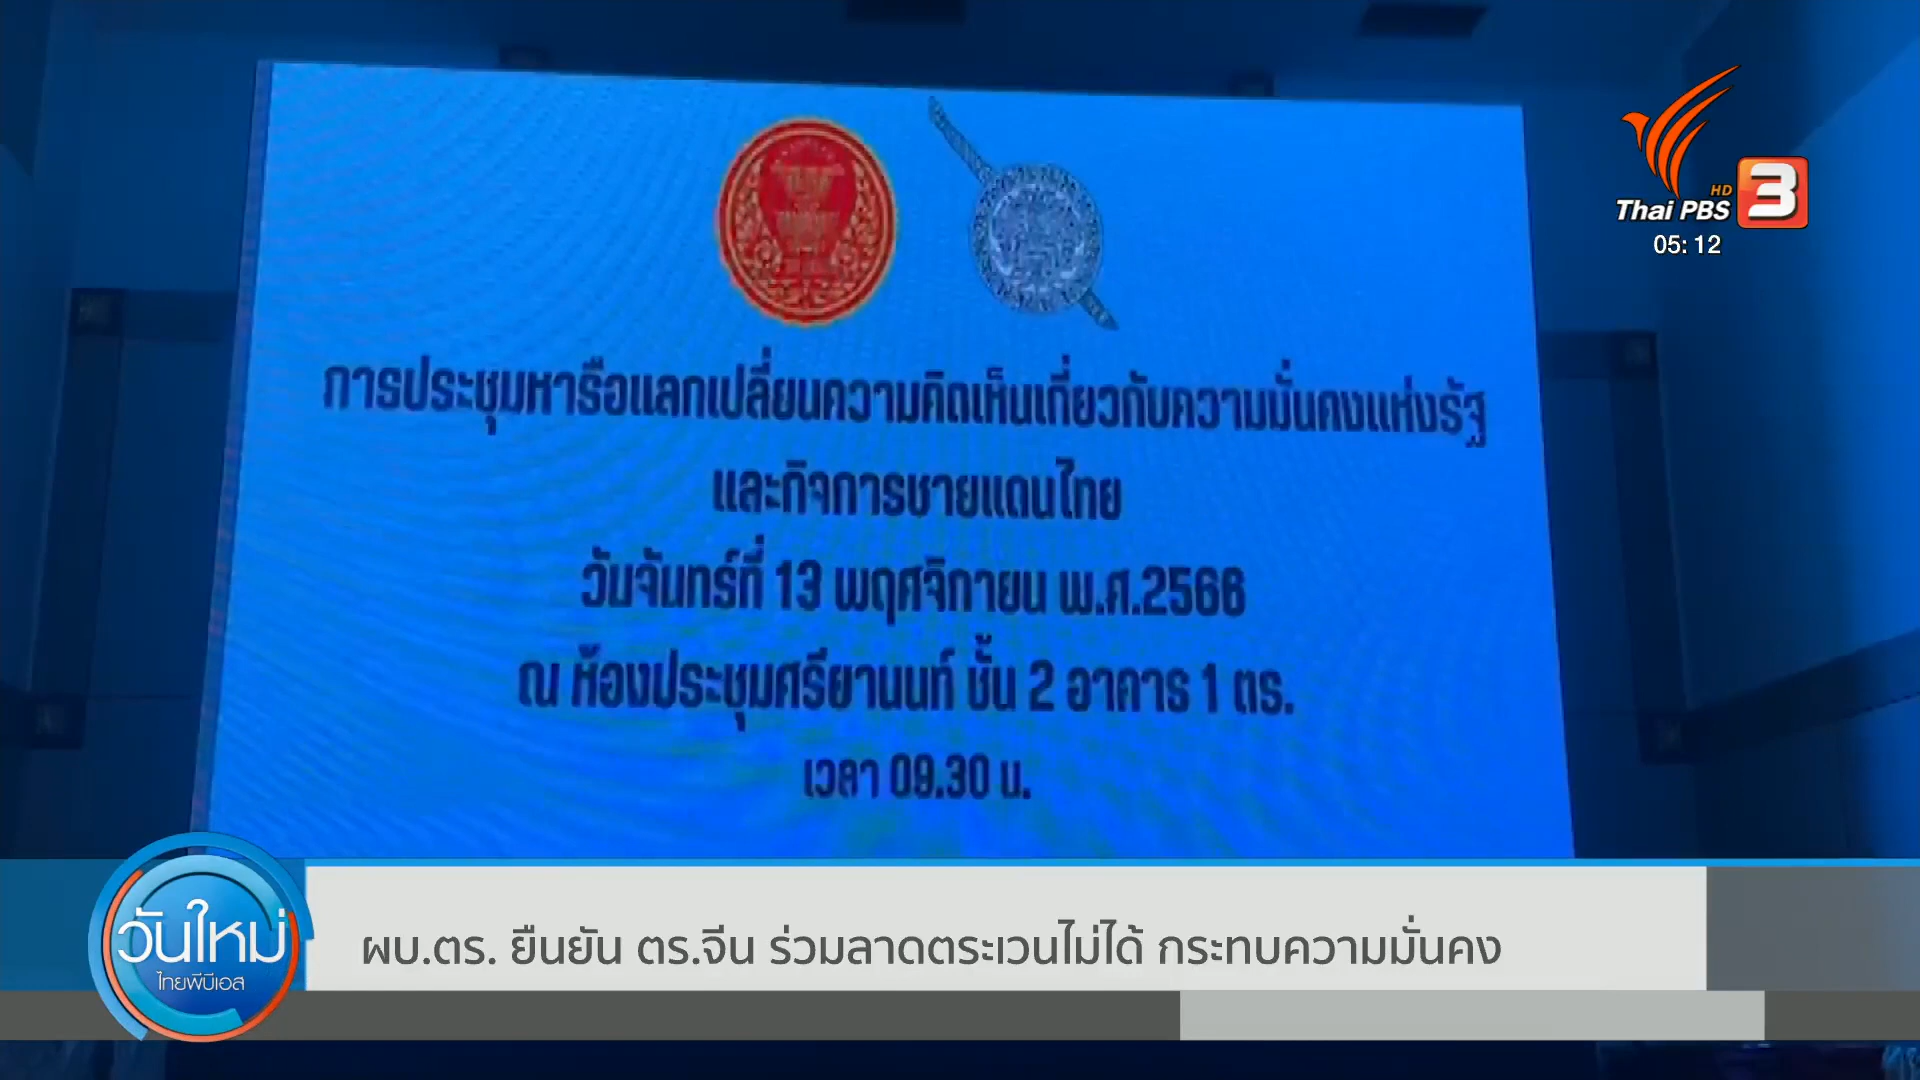 Thai PBS HD 3
05:12
การประชุมหารือแลกเปลี่ยนความคิดเห็นเกี่ยวกับความมั่นคงแห่งรัฐ
และกิจการชายแดนไทย
วันจันทร์ที่ 13 พฤศจิกายน พ.ศ.2566
ณ ห้องประชุมศรียานนท์ ชั้น 2 อาคาร 1 ตร.
เวลา 09.30 น.
วันใหม่
ไทยพีบีเอส
ผบ.ตร. ยืนยัน ตร.จีน ร่วมลาดตระเวนไม่ได้ กระทบความมั่นคง